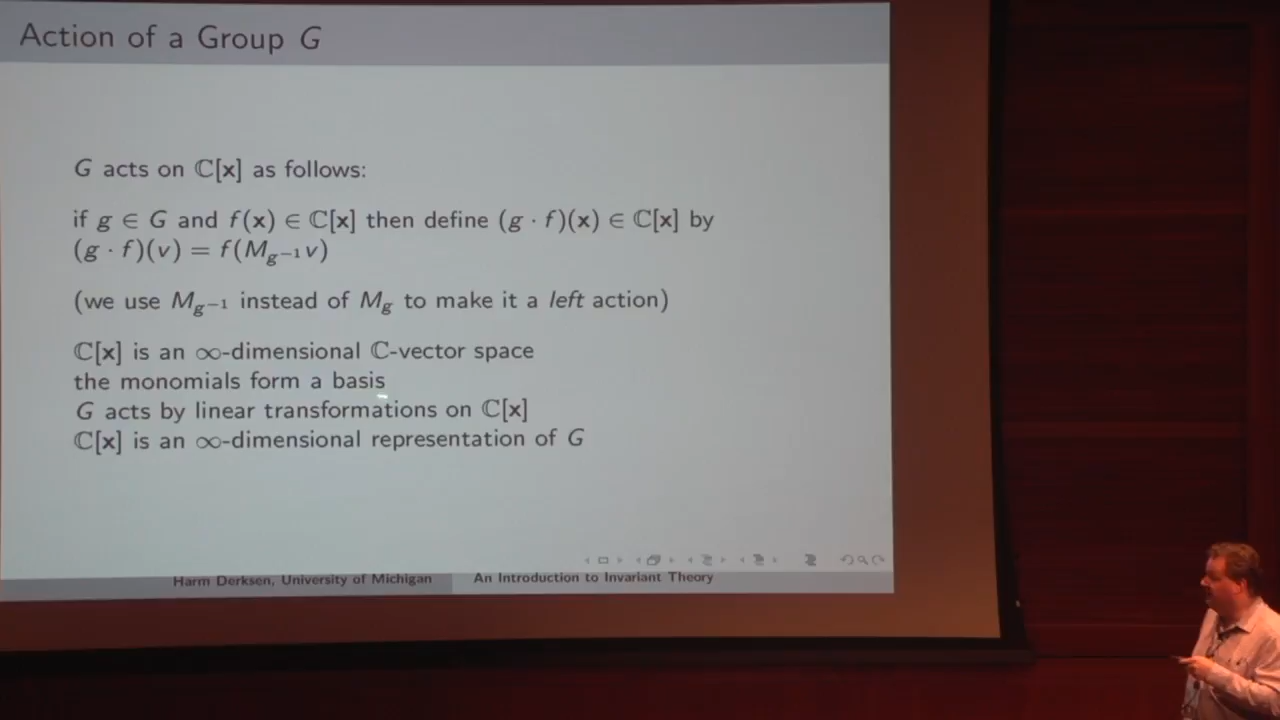 Action of a Group G
G acts on ℂ[x] as follows:
if g ∈ G and f(x) ∈ ℂ[x] then define (g · f)(x) ∈ ℂ[x] by
(g · f)(v) = f(M_{g⁻¹}v)
(we use M_{g⁻¹} instead of M_g to make it a left action)
ℂ[x] is an ∞-dimensional ℂ-vector space
the monomials form a basis
G acts by linear transformations on ℂ[x]
ℂ[x] is an ∞-dimensional representation of G
Harm Derksen, University of Michigan An Introduction to Invariant Theory